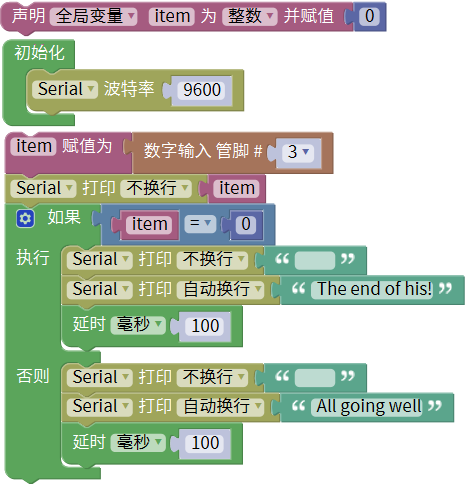 声明 全局变量 item 为 整数 并赋值 0
初始化
Serial 波特率 9600
item 赋值为 数字输入 管脚 # 3
Serial 打印 不换行 item
如果 item = 0
执行 Serial 打印 不换行 “ ”
Serial 打印 自动换行 “ The end of his! ”
延时 毫秒 100
否则 Serial 打印 不换行 “ ”
Serial 打印 自动换行 “ All going well ”
延时 毫秒 100